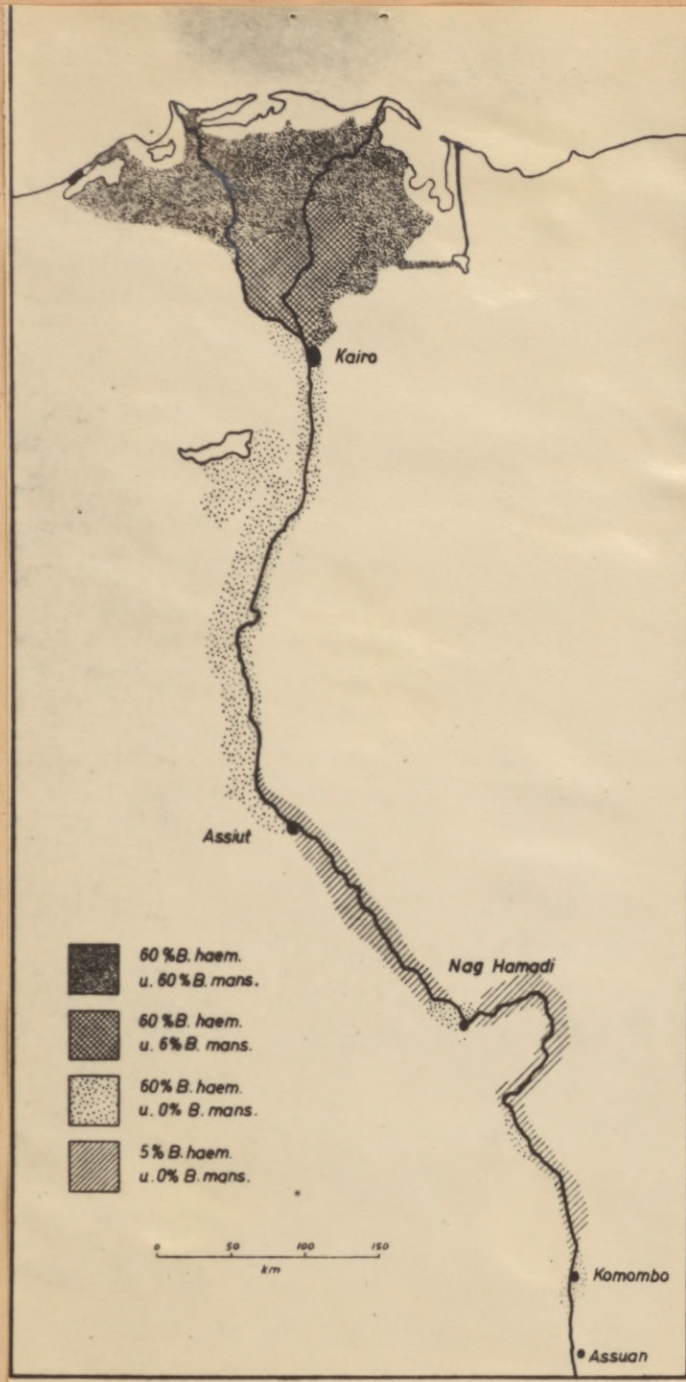 Kairo
Assiut
Nag Hamadi
60% B. haem.
u. 60% B. mans.
60% B. haem.
u. 6% B. mans.
60% B. haem.
u. 0% B. mans.
5% B. haem.
u. 0% B. mans.
0 50 100 150
km
Komombo
Assuan